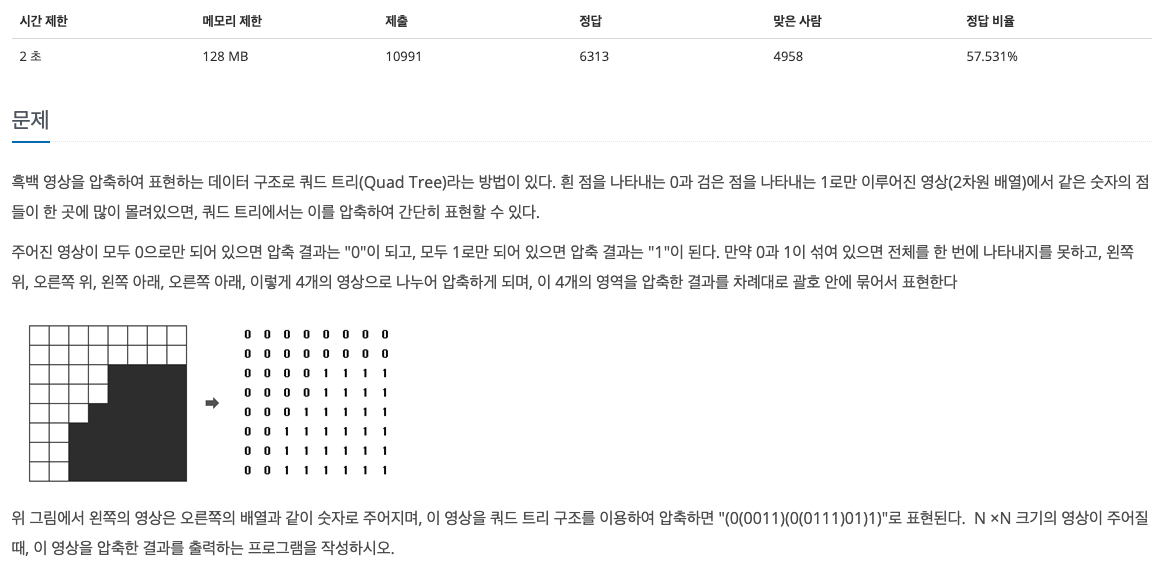 시간 제한 메모리 제한 제출 정답 맞은 사람 정답 비율
2 초 128 MB 10991 6313 4958 57.531%
문제
흑백 영상을 압축하여 표현하는 데이터 구조로 쿼드 트리(Quad Tree)라는 방법이 있다. 흰 점을 나타내는 0과 검은 점을 나타내는 1로만 이루어진 영상(2차원 배열)에서 같은 숫자의 점
들이 한 곳에 많이 몰려있으면, 쿼드 트리에서는 이를 압축하여 간단히 표현할 수 있다.
주어진 영상이 모두 0으로만 되어 있으면 압축 결과는 "0"이 되고, 모두 1로만 되어 있으면 압축 결과는 "1"이 된다. 만약 0과 1이 섞여 있으면 전체를 한 번에 나타내지를 못하고, 왼쪽
위, 오른쪽 위, 왼쪽 아래, 오른쪽 아래, 이렇게 4개의 영상으로 나누어 압축하게 되며, 이 4개의 영역을 압축한 결과를 차례대로 괄호 안에 묶어서 표현한다
0 0 0 0 0 0 0 0
0 0 0 0 0 0 0 0
0 0 0 0 1 1 1 1
0 0 0 0 1 1 1 1
0 0 0 1 1 1 1 1
0 0 1 1 1 1 1 1
0 0 1 1 1 1 1 1
0 0 1 1 1 1 1 1
위 그림에서 왼쪽의 영상은 오른쪽의 배열과 같이 숫자로 주어지며, 이 영상을 쿼드 트리 구조를 이용하여 압축하면 "(0(0011)(0(0111)01)1)"로 표현된다. N ×N 크기의 영상이 주어질
때, 이 영상을 압축한 결과를 출력하는 프로그램을 작성하시오.